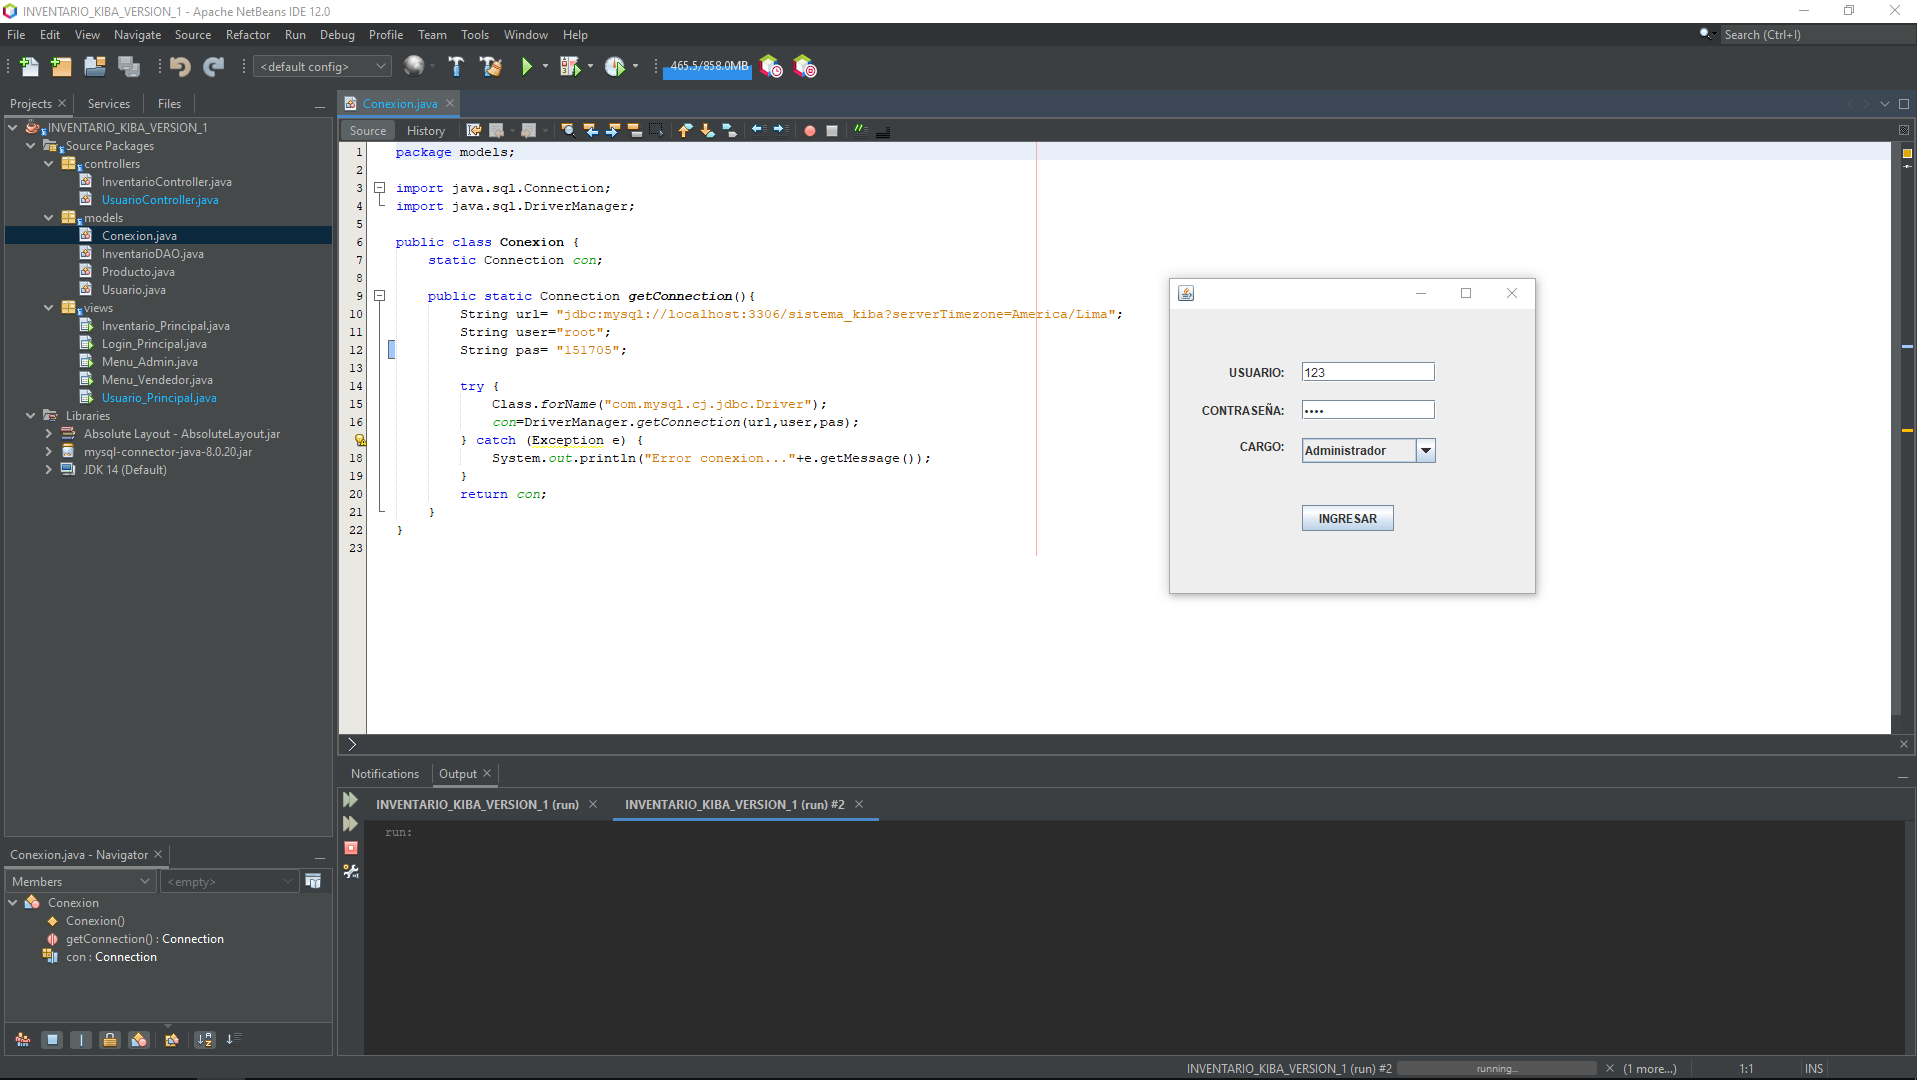 INVENTARIO_KIBA_VERSION_1 - Apache NetBeans IDE 12.0
File Edit View Navigate Source Refactor Run Debug Profile Team Tools Window Help
Search (Ctrl+I)
<default config>
465.5/858.0MB
Projects Services Files
INVENTARIO_KIBA_VERSION_1
Source Packages
controllers
InventarioController.java
UsuarioController.java
models
Conexion.java
InventarioDAO.java
Producto.java
Usuario.java
views
Inventario_Principal.java
Login_Principal.java
Menu_Admin.java
Menu_Vendedor.java
Usuario_Principal.java
Libraries
Absolute Layout - AbsoluteLayout.jar
mysql-connector-java-8.0.20.jar
JDK 14 (Default)
Conexion.java
Source History
1 package models;
2
3 import java.sql.Connection;
4 import java.sql.DriverManager;
5
6 public class Conexion {
7 static Connection con;
8
9 public static Connection getConnection(){
10 String url= "jdbc:mysql://localhost:3306/sistema_kiba?serverTimezone=America/Lima";
11 String user="root";
12 String pas= "151705";
13
14 try {
15 Class.forName("com.mysql.cj.jdbc.Driver");
16 con=DriverManager.getConnection(url,user,pas);
} catch (Exception e) {
18 System.out.println("Error conexion..."+e.getMessage());
19 }
20 return con;
21 }
22 }
23
USUARIO: 123
CONTRASEÑA: ••••
CARGO: Administrador
INGRESAR
Notifications Output
INVENTARIO_KIBA_VERSION_1 (run) INVENTARIO_KIBA_VERSION_1 (run) #2
run:
Conexion.java - Navigator
Members <empty>
Conexion
Conexion()
getConnection() : Connection
con : Connection
INVENTARIO_KIBA_VERSION_1 (run) #2 running... (1 more...) 1:1 INS